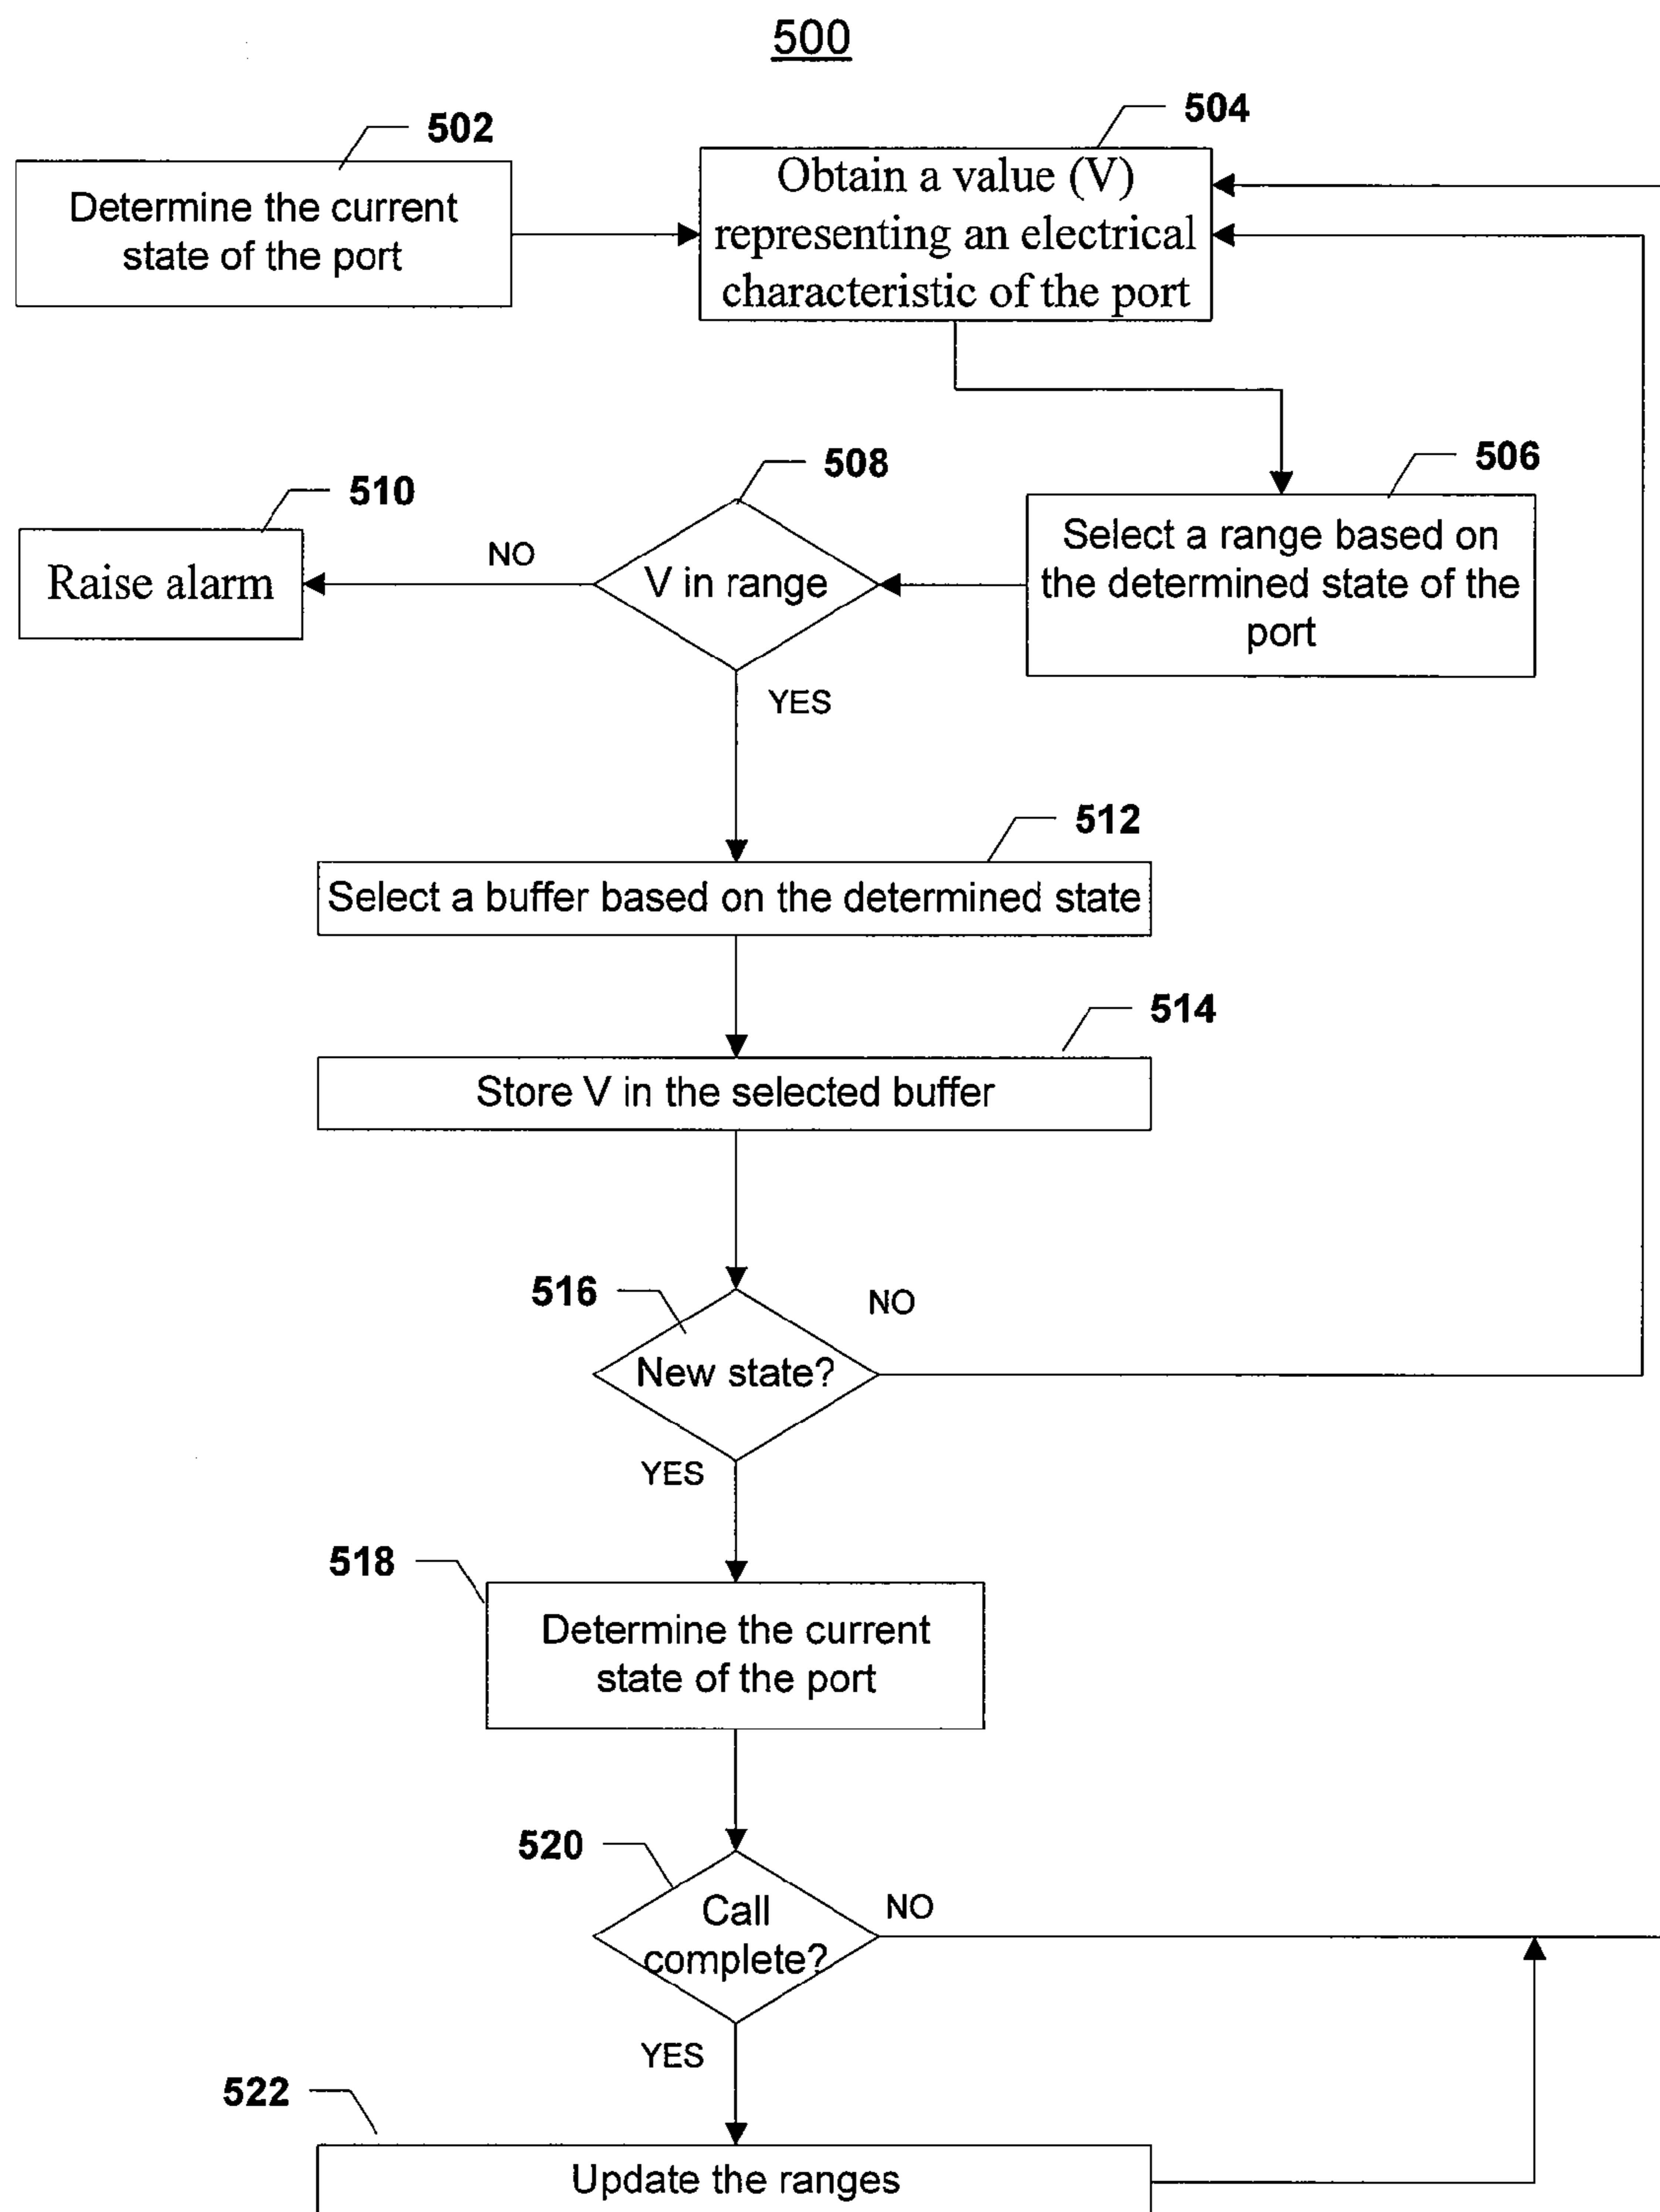 500
502
Determine the current
state of the port
504
Obtain a value (V)
representing an electrical
characteristic of the port
506
Select a range based on
the determined state of the
port
508
V in range
NO
510
Raise alarm
YES
512
Select a buffer based on the determined state
514
Store V in the selected buffer
516
New state?
NO
YES
518
Determine the current
state of the port
520
Call
complete?
NO
YES
522
Update the ranges